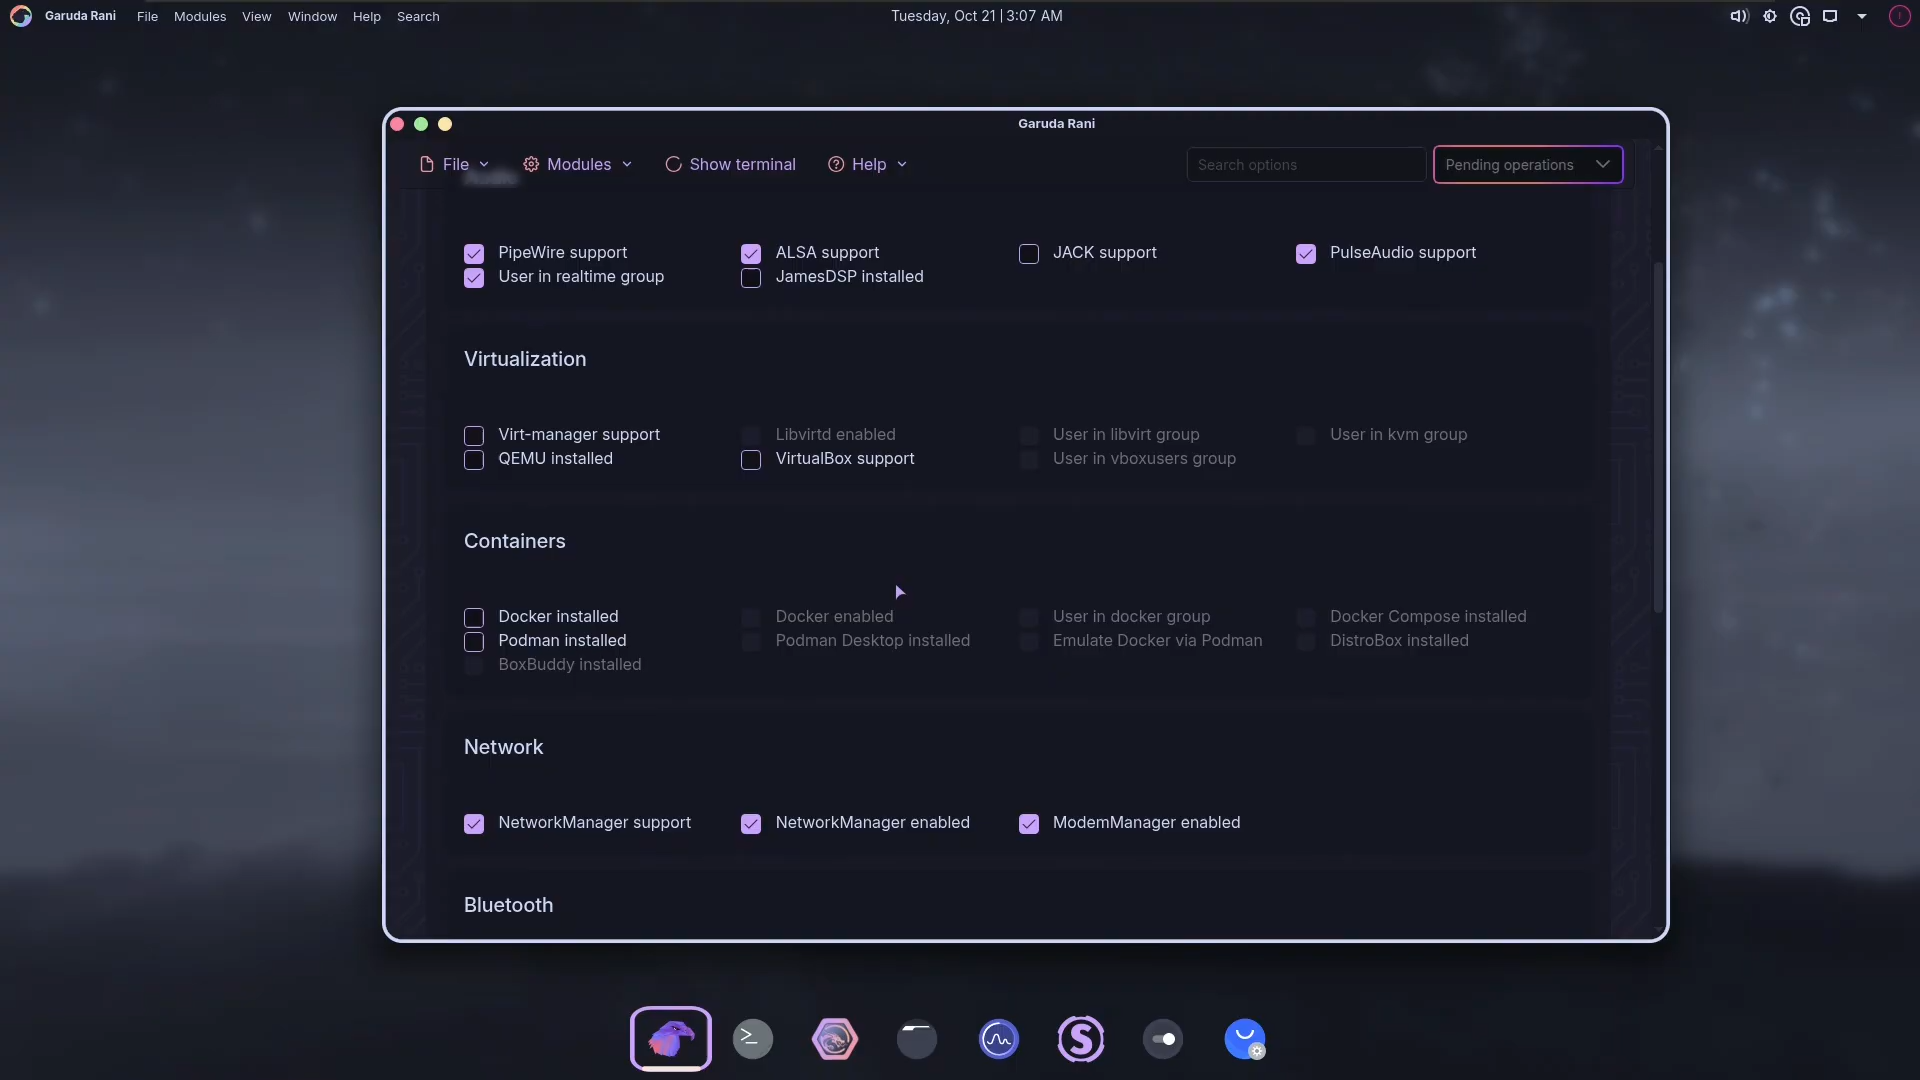 Garuda Rani File Modules View Window Help Search Tuesday, Oct 21 | 3:07 AM
Garuda Rani
File Modules Show terminal Help Search options Pending operations
Audio
PipeWire support ALSA support JACK support PulseAudio support
User in realtime group JamesDSP installed
Virtualization
Virt-manager support Libvirtd enabled User in libvirt group User in kvm group
QEMU installed VirtualBox support User in vboxusers group
Containers
Docker installed Docker enabled User in docker group Docker Compose installed
Podman installed Podman Desktop installed Emulate Docker via Podman DistroBox installed
BoxBuddy installed
Network
NetworkManager support NetworkManager enabled ModemManager enabled
Bluetooth